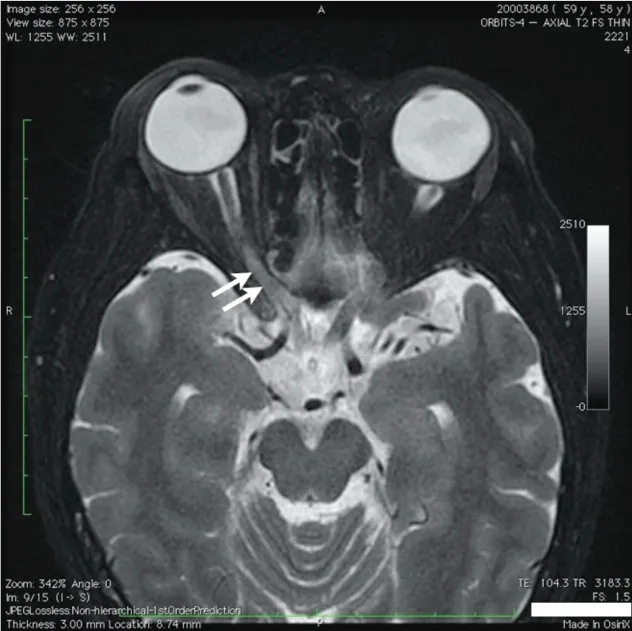 Image size: 256 x 256
View size: 875 x 875
WL: 1255 WW: 2511
A
20003868 ( 59 y , 58 y )
ORBITS-4 — AXIAL T2 FS THIN
2221
4
2510
R
1255
L
-0
Zoom: 342% Angle: 0
Im: 9/15 (I -> S)
JPEGLossless:Non-hierarchical-1stOrderPrediction
Thickness: 3.00 mm Location: 8.74 mm
P
TE: 104.3 TR: 3183.3
FS: 1.5
Made In OsiriX